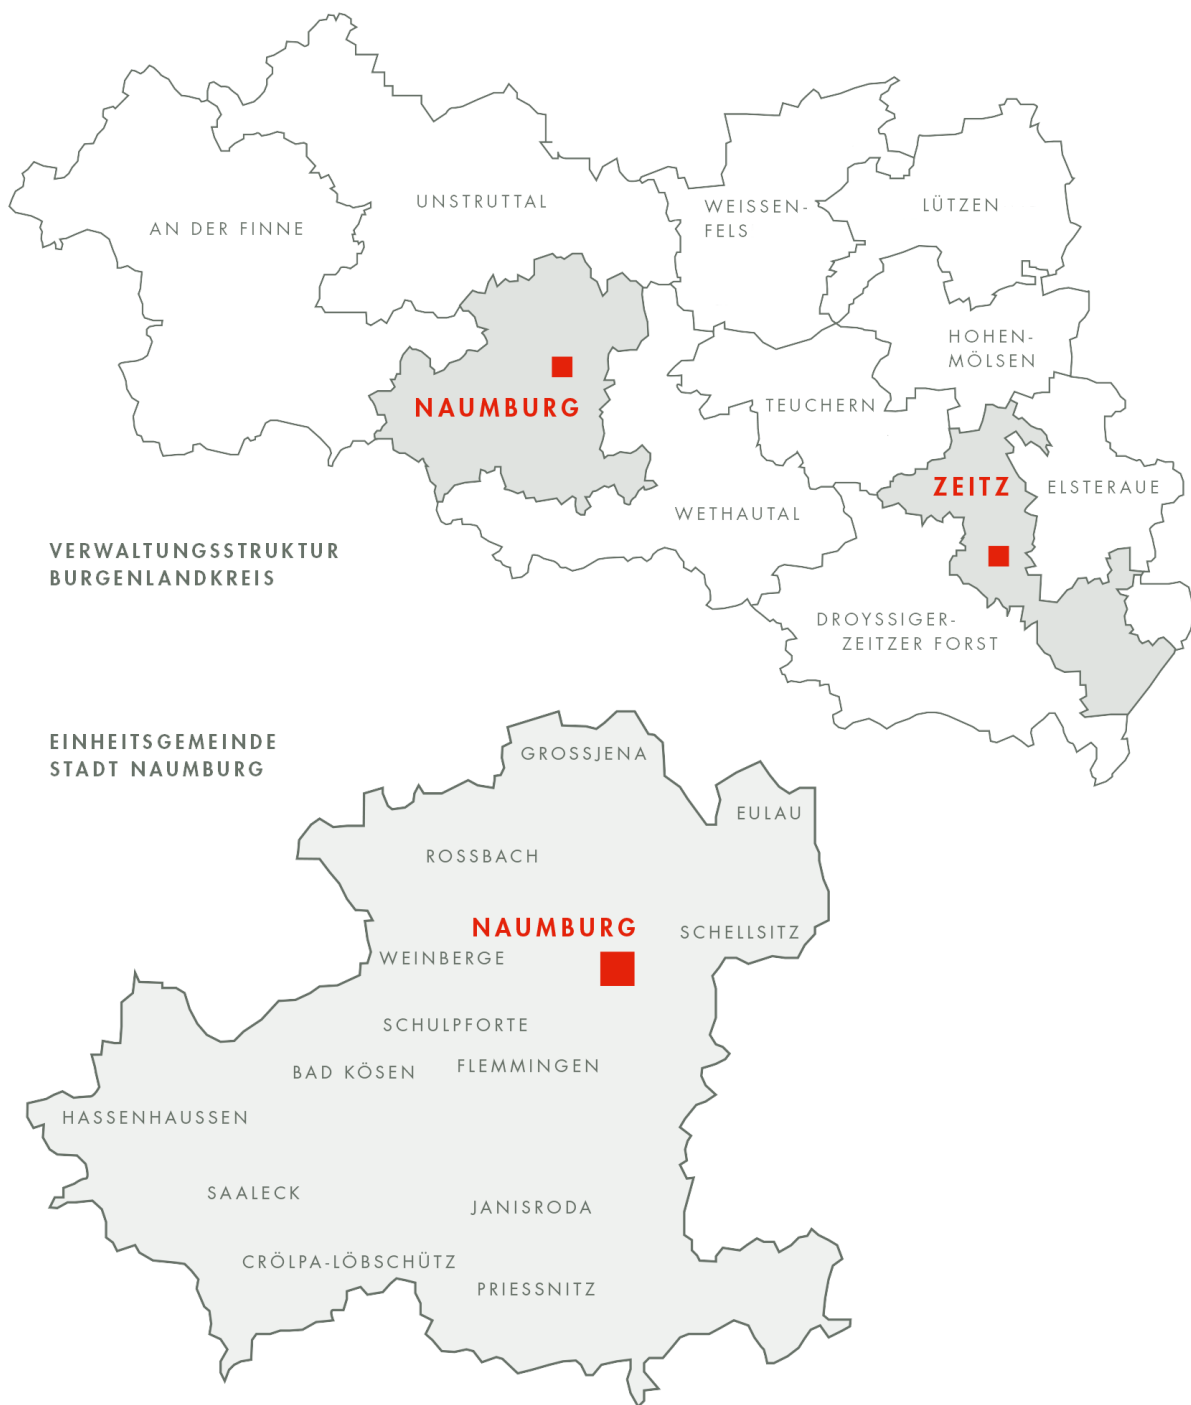 UNSTRUTTAL
AN DER FINNE
WEISSEN-
FELS
LÜTZEN
HOHEN-
MÖLSEN
NAUMBURG
TEUCHERN
ZEITZ
ELSTERAUE
WETHAUTAL
VERWALTUNGSSTRUKTUR
BURGENLANDKREIS
DROYSSIGER-
ZEITZER FORST
EINHEITSGEMEINDE
STADT NAUMBURG
GROSSJENA
EULAU
ROSSBACH
NAUMBURG
SCHELLSITZ
WEINBERGE
SCHULPFORTE
FLEMMINGEN
BAD KÖSEN
HASSENHAUSSEN
SAALECK
JANISRODA
CRÖLPA-LÖBSCHÜTZ
PRIESSNITZ